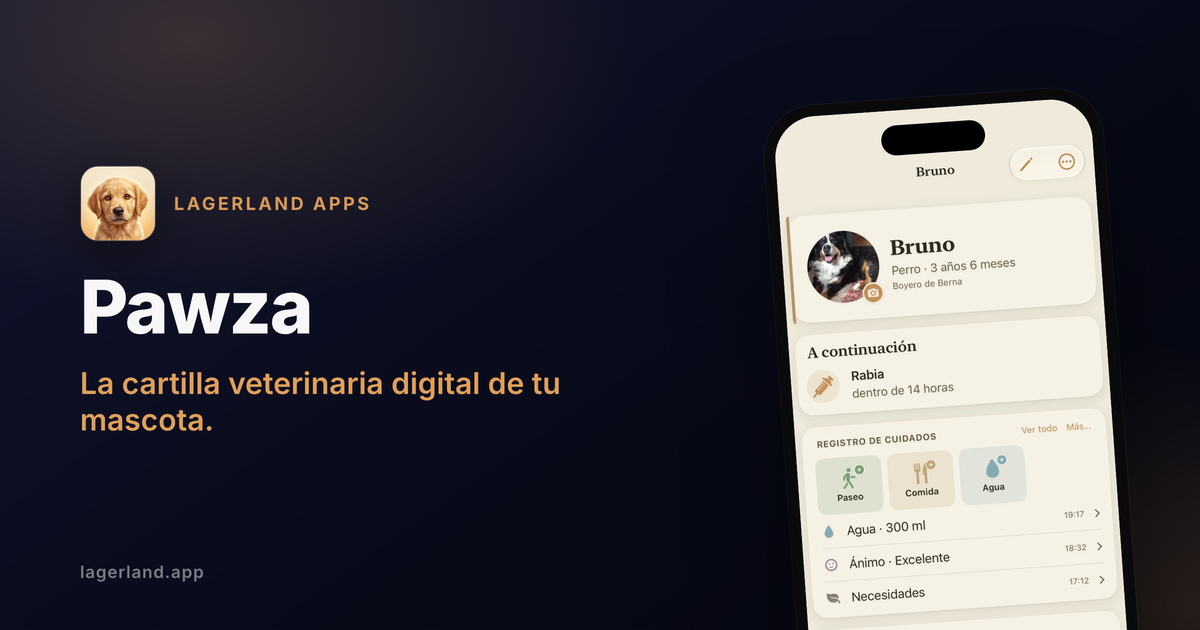 LAGERLAND APPS
Pawza
La cartilla veterinaria digital de tu
mascota.
lagerland.app
Bruno
Bruno
Perro · 3 años 6 meses
Boyero de Berna
A continuación
Rabia
dentro de 14 horas
REGISTRO DE CUIDADOS
Ver todo Más...
Paseo Comida Agua
Agua · 300 ml 19:17
Ánimo · Excelente 18:32
Necesidades 17:12